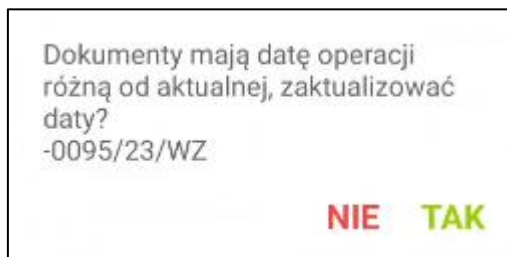 Dokumenty mają datę operacji
różną od aktualnej, zaktualizować
daty?
-0095/23/WZ
NIE TAK